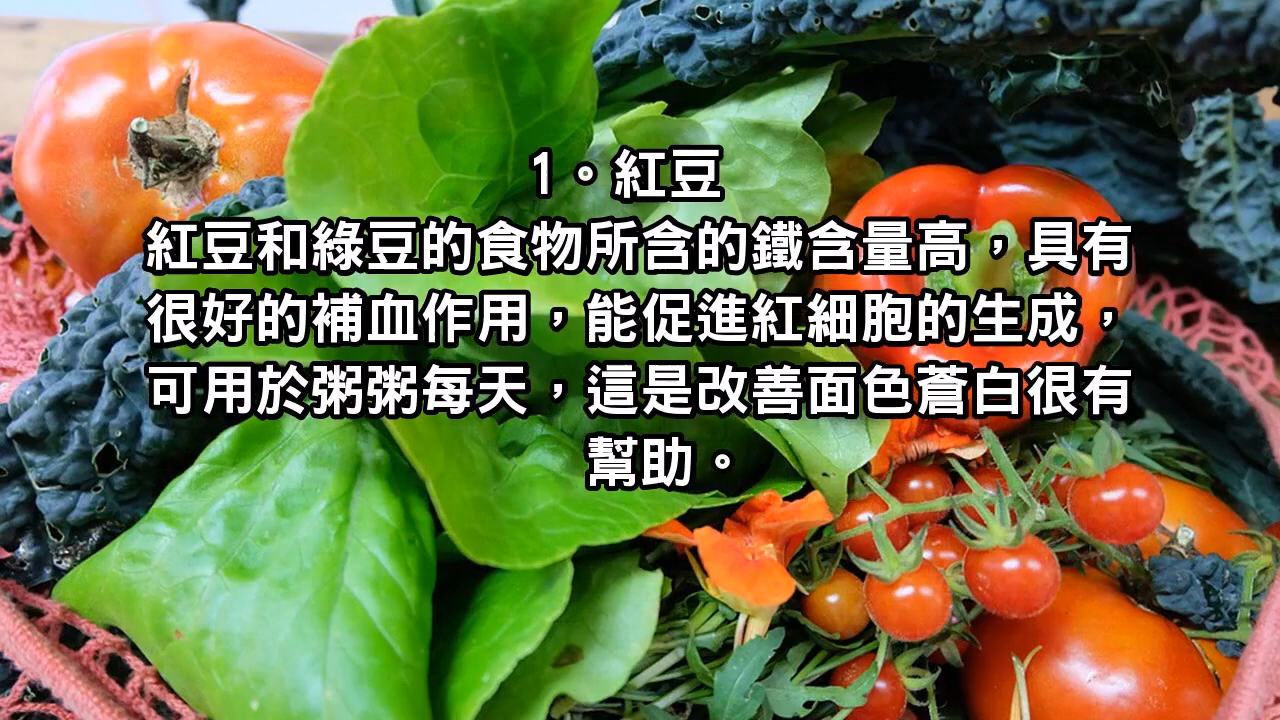 1。紅豆
紅豆和綠豆的食物所含的鐵含量高，具有
很好的補血作用，能促進紅細胞的生成，
可用於粥粥每天，這是改善面色蒼白很有
幫助。